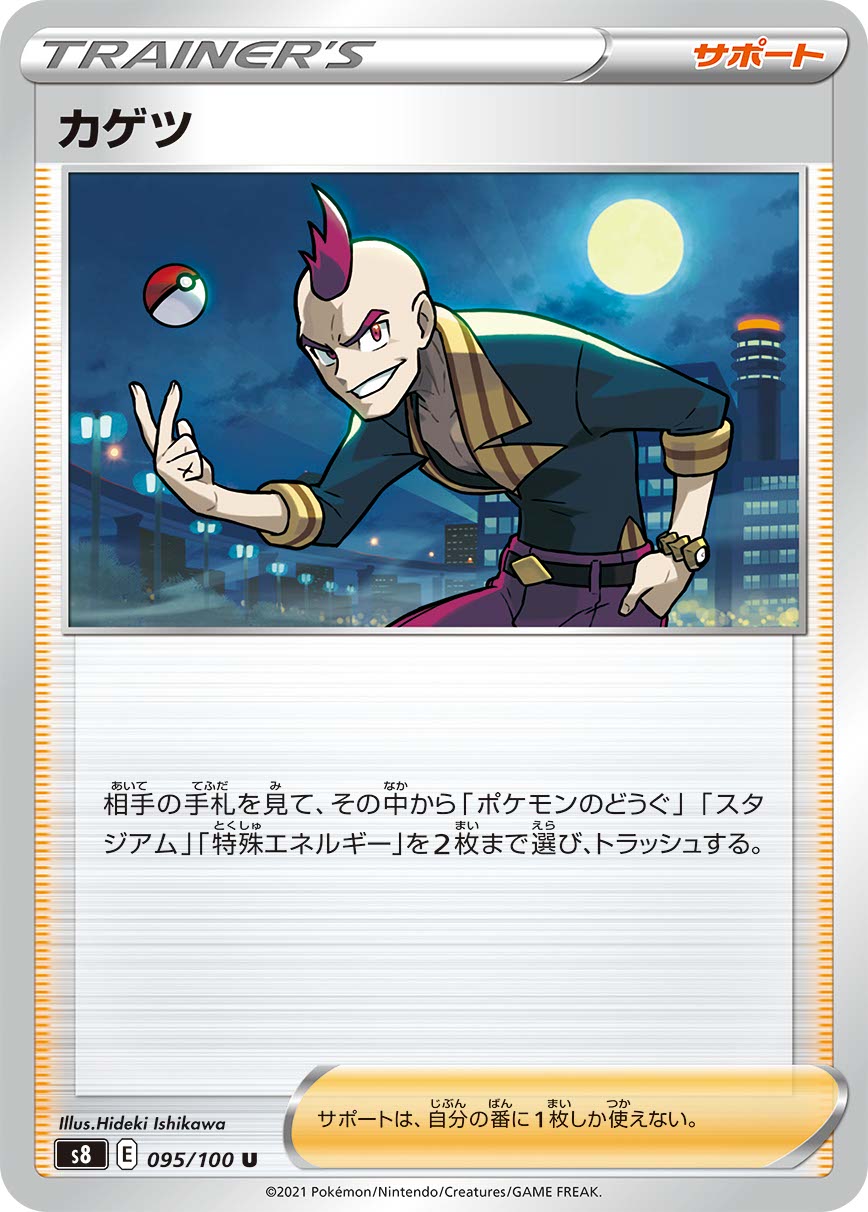 TRAINER'S
サポート
カゲツ
相手の手札を見て、その中から「ポケモンのどうぐ」「スタ
ジアム」「特殊エネルギー」を2枚まで選び、トラッシュする。
サポートは、自分の番に1枚しか使えない。
Illus.Hideki Ishikawa
s8 E 095/100 U
©2021 Pokémon/Nintendo/Creatures/GAME FREAK.